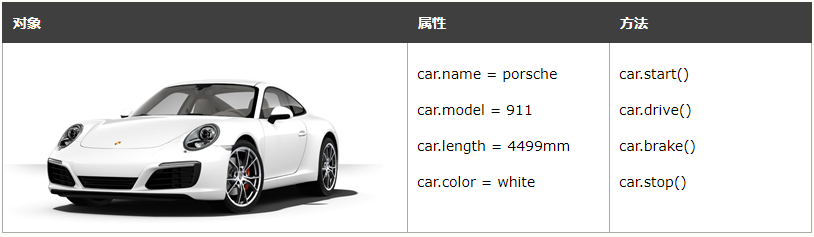 对象 属性 方法
car.name = porsche car.start()
car.model = 911 car.drive()
car.length = 4499mm car.brake()
car.color = white car.stop()